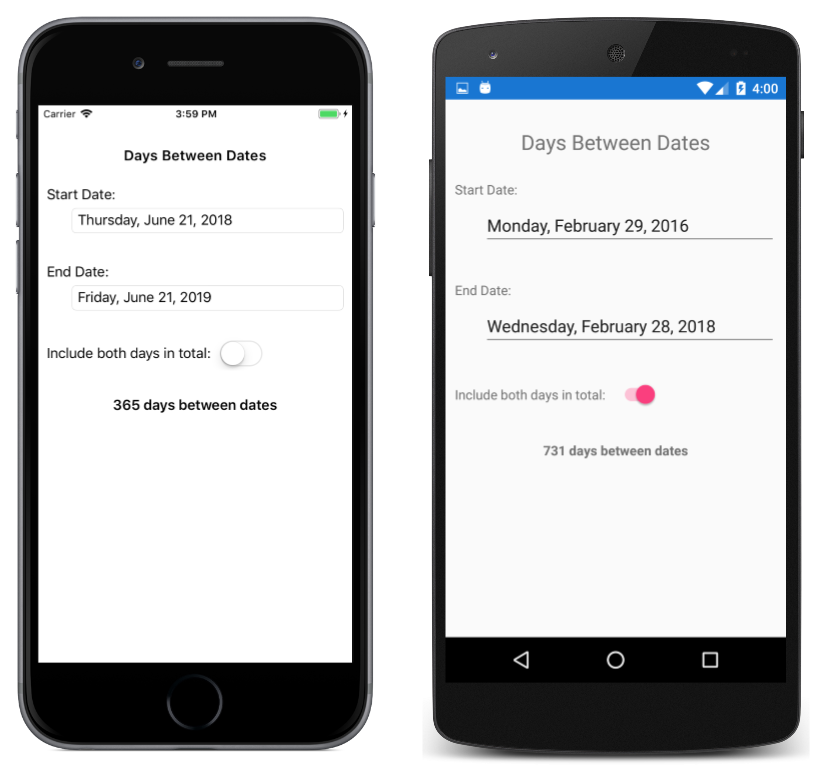 Carrier 3:59 PM
Days Between Dates
Start Date:
Thursday, June 21, 2018
End Date:
Friday, June 21, 2019
Include both days in total:
365 days between dates
4:00
Days Between Dates
Start Date:
Monday, February 29, 2016
End Date:
Wednesday, February 28, 2018
Include both days in total:
731 days between dates